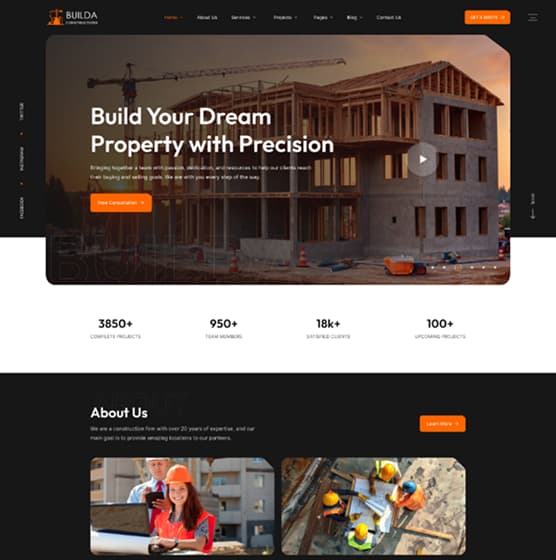 BUILDA
CONSTRUCTIONS
Home
About Us
Services
Projects
Pages
Blog
Contact Us
GET A QUOTE
TWITTER
INSTAGRAM
FACEBOOK
Build Your Dream
Property with Precision
Bringing together a team with passion, dedication, and resources to help our clients reach
their buying and selling goals. We are with you every step of the way.
Free Consultation
3850+
COMPLETE PROJECTS
950+
TEAM MEMBERS
18k+
SATISFIED CLIENTS
100+
UPCOMING PROJECTS
About Us
We are a construction firm with over 20 years of expertise, and our
main goal is to provide amazing locations to our partners.
Learn More